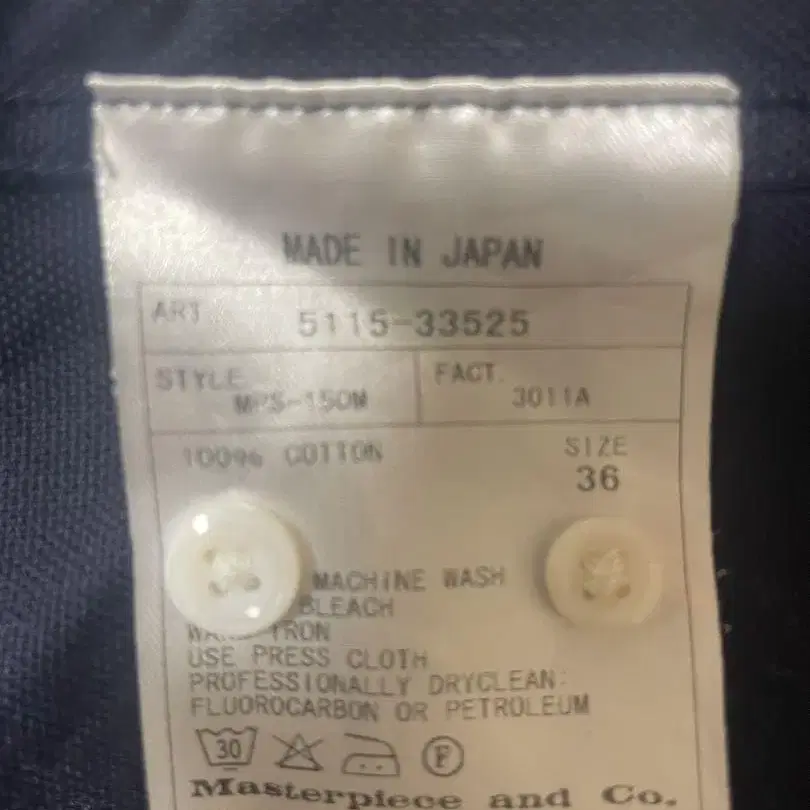 MADE IN JAPAN
ART. 5115-33525
STYLE FACT.
3011A
100% COTTON SIZE
36
MACHINE WASH
BLEACH
IRON
USE PRESS CLOTH
PROFESSIONALLY DRYCLEAN:
FLUOROCARBON OR PETROLEUM
30 F
Masterpiece and Co.